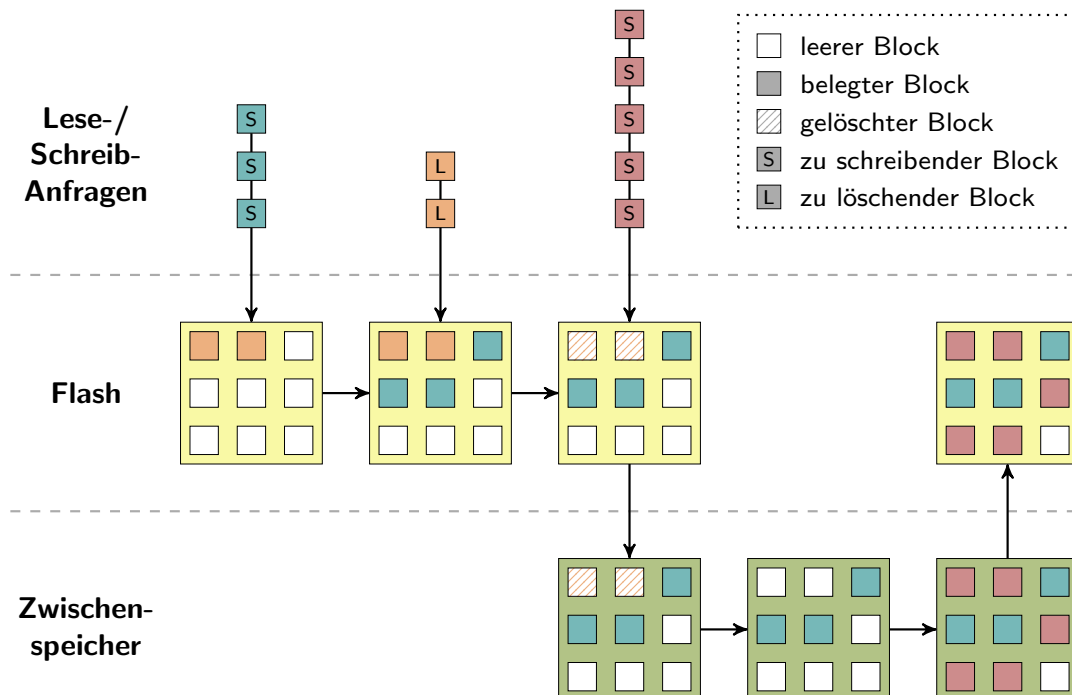 S
S
S
S
S
S
S
S
L
L
Lese-/
Schreib-
Anfragen
leerer Block
belegter Block
gelöschter Block
S zu schreibender Block
L zu löschender Block
Flash
Zwischen-
speicher